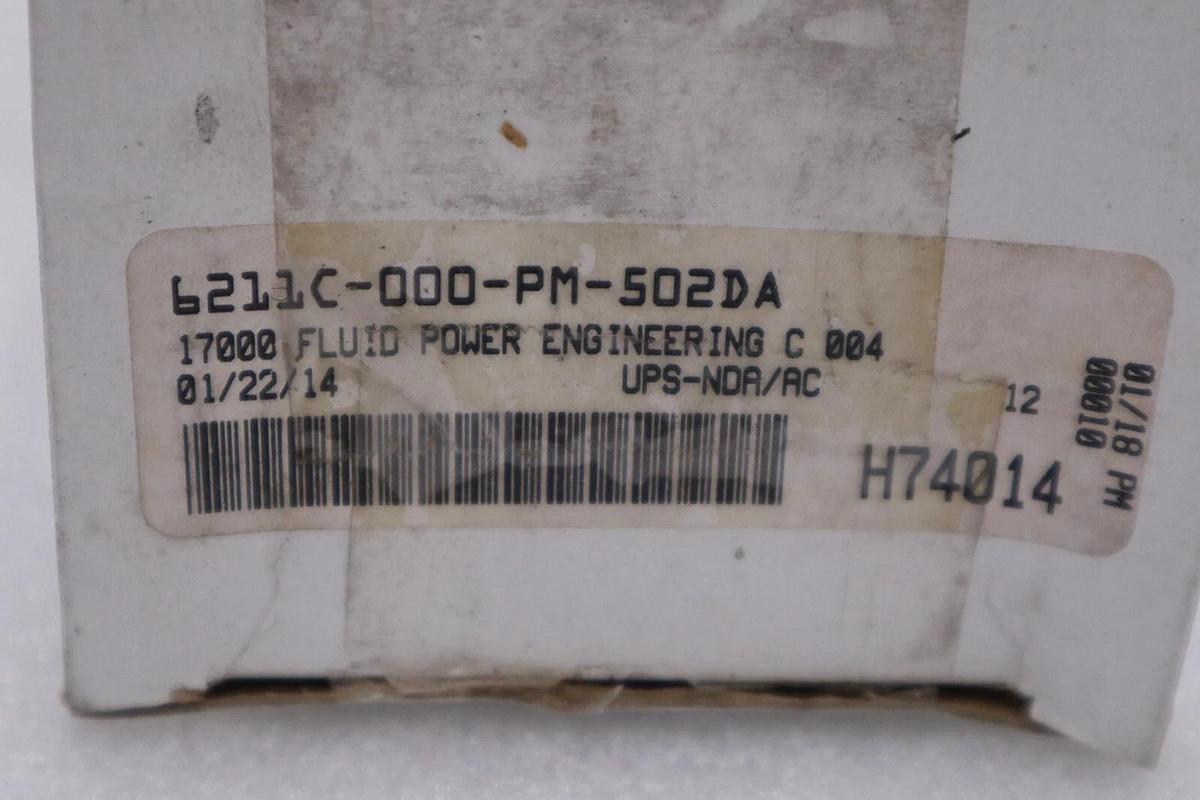 6211C-000-PM-502DA
17000 FLUID POWER ENGINEERING C 004
01/22/14 UPS-NDA/AC 12
H74014
01/18 PM
00010